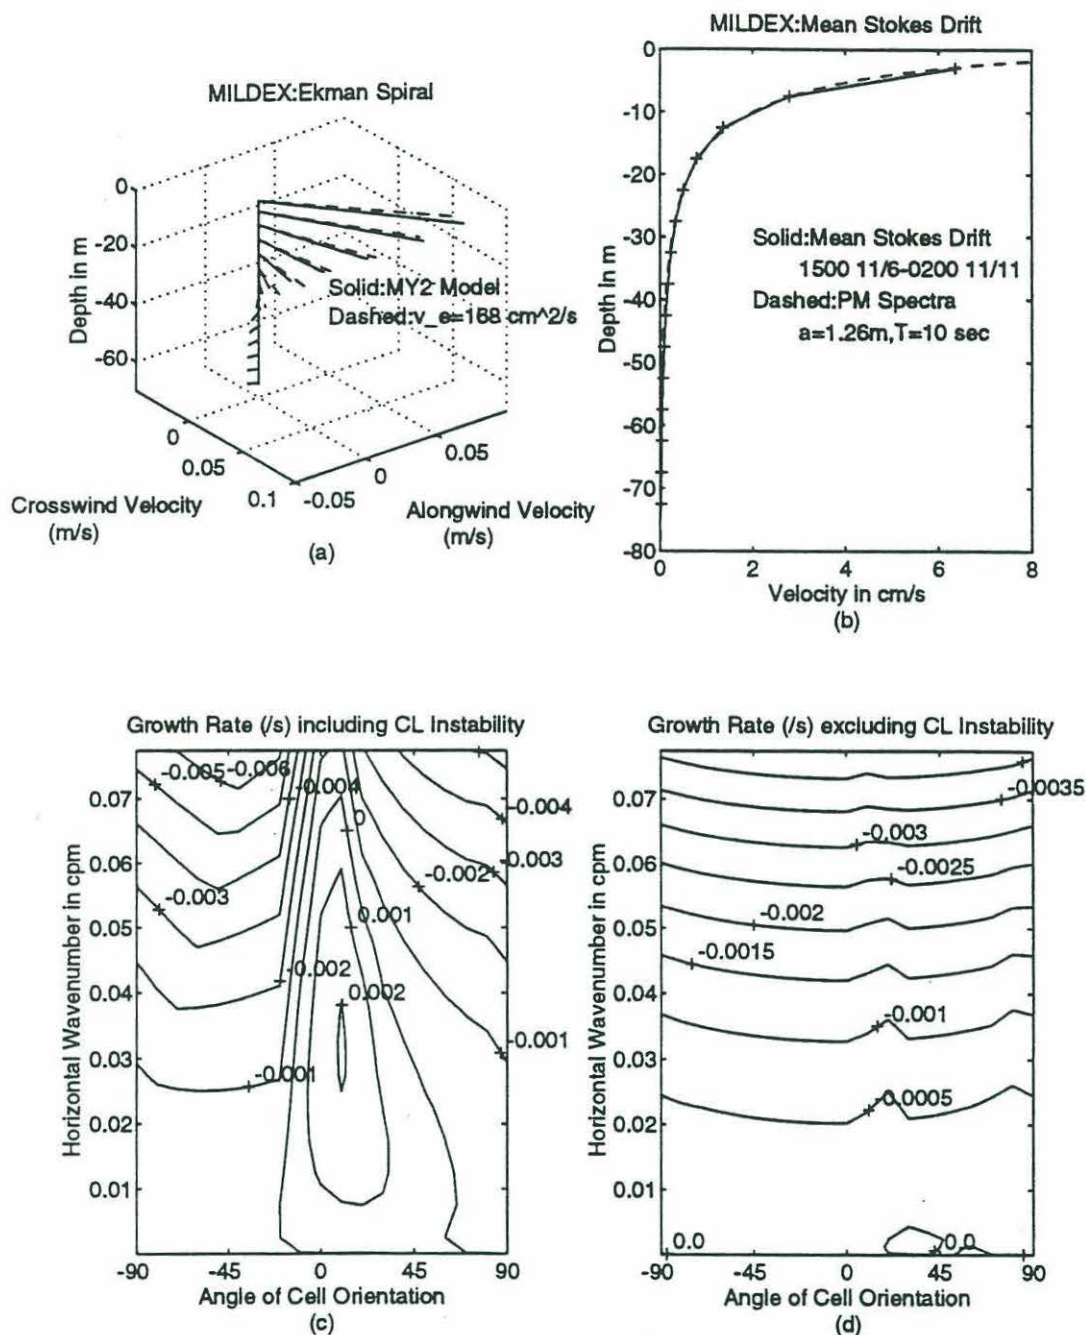 MILDEX:Ekman Spiral
0
-20
-40
-60
Depth in m
Solid:MY2 Model
Dashed:v_e=168 cm^2/s
0
0.05
0.1
-0.05
0
0.05
Crosswind Velocity
(m/s)
Alongwind Velocity
(m/s)
(a)
MILDEX:Mean Stokes Drift
0
-10
-20
-30
-40
-50
-60
-70
-80
Depth in m
Solid:Mean Stokes Drift
1500 11/6-0200 11/11
Dashed:PM Spectra
a=1.26m,T=10 sec
0
2
4
6
8
Velocity in cm/s
(b)
Growth Rate (/s) including CL Instability
0.07
0.06
0.05
0.04
0.03
0.02
0.01
Horizontal Wavenumber in cpm
-0.005
-0.006
-0.004
-0.004
0
-0.003
-0.002
-0.003
0.001
-0.002
0.002
-0.001
-0.001
-90
-45
0
45
90
Angle of Cell Orientation
(c)
Growth Rate (/s) excluding CL Instability
0.07
0.06
0.05
0.04
0.03
0.02
0.01
Horizontal Wavenumber in cpm
-0.0035
-0.003
-0.0025
-0.002
-0.0015
-0.001
-0.0005
0.0
0.0
-90
-45
0
45
90
Angle of Cell Orientation
(d)